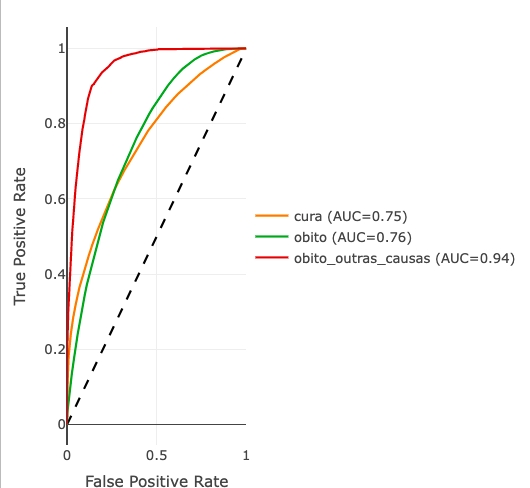 1
0.8
0.6
0.4
0.2
0
0
0.5
1
True Positive Rate
False Positive Rate
cura (AUC=0.75)
obito (AUC=0.76)
obito_outras_causas (AUC=0.94)